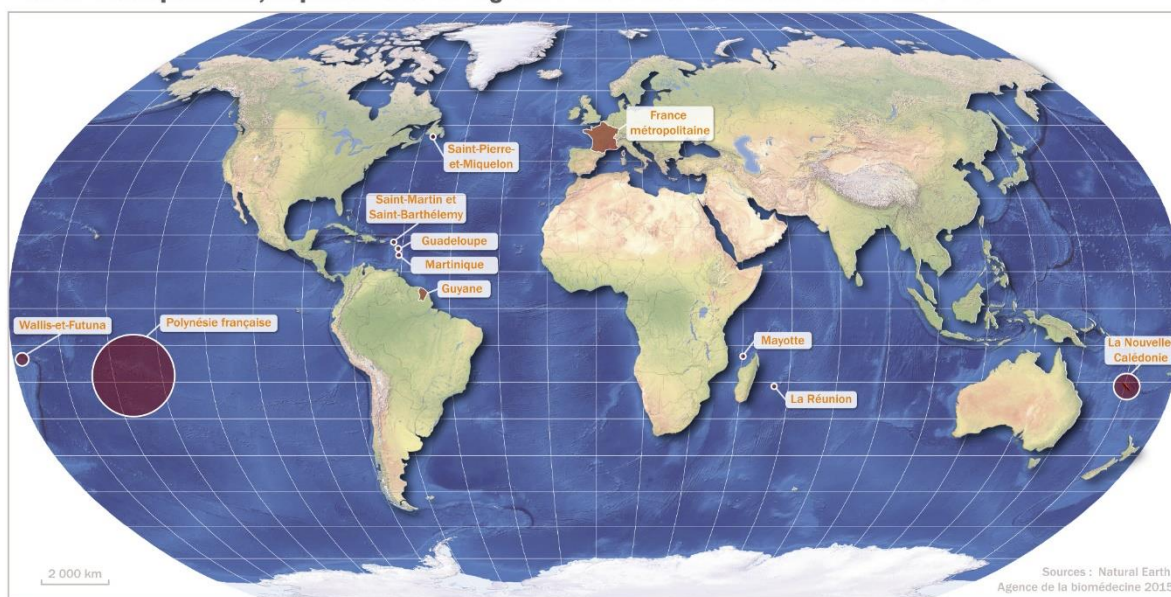 France
métropolitaine
Saint-Pierre-
et-Miquelon
Saint-Martin et
Saint-Barthélemy
Guadeloupe
Martinique
Guyane
Wallis-et-Futuna
Polynésie française
Mayotte
La Réunion
La Nouvelle
Calédonie
2 000 km
Sources : Natural Earth
Agence de la biomédecine 2015